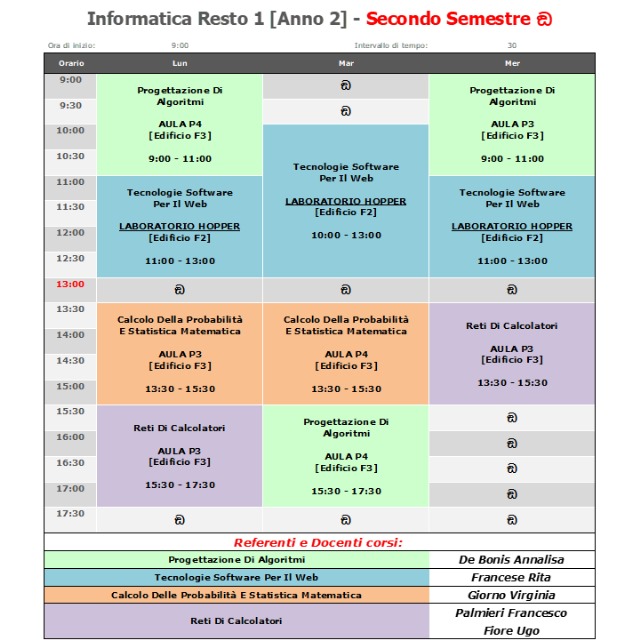 Informatica Resto 1 [Anno 2] - Secondo Semestre ඞ
Ora di inizio: 9:00 Intervallo di tempo: 30
Orario Lun Mar Mer
9:00
9:30
10:00
10:30
11:00
11:30
12:00
12:30
13:00
13:30
14:00
14:30
15:00
15:30
16:00
16:30
17:00
17:30
Progettazione Di
Algoritmi
AULA P4
[Edificio F3]
9:00 - 11:00
Tecnologie Software
Per Il Web
LABORATORIO HOPPER
[Edificio F2]
11:00 - 13:00
ඞ
Calcolo Della Probabilità
E Statistica Matematica
AULA P3
[Edificio F3]
13:30 - 15:30
Reti Di Calcolatori
AULA P3
[Edificio F3]
15:30 - 17:30
ඞ
ඞ
ඞ
Tecnologie Software
Per Il Web
LABORATORIO HOPPER
[Edificio F2]
10:00 - 13:00
ඞ
Calcolo Della Probabilità
E Statistica Matematica
AULA P4
[Edificio F3]
13:30 - 15:30
Progettazione Di
Algoritmi
AULA P4
[Edificio F3]
15:30 - 17:30
ඞ
Progettazione Di
Algoritmi
AULA P3
[Edificio F3]
9:00 - 11:00
Tecnologie Software
Per Il Web
LABORATORIO HOPPER
[Edificio F2]
11:00 - 13:00
ඞ
Reti Di Calcolatori
AULA P3
[Edificio F3]
13:30 - 15:30
ඞ
ඞ
ඞ
ඞ
ඞ
Referenti e Docenti corsi:
Progettazione Di Algoritmi De Bonis Annalisa
Tecnologie Software Per Il Web Francese Rita
Calcolo Delle Probabilità E Statistica Matematica Giorno Virginia
Reti Di Calcolatori Palmieri Francesco
Fiore Ugo